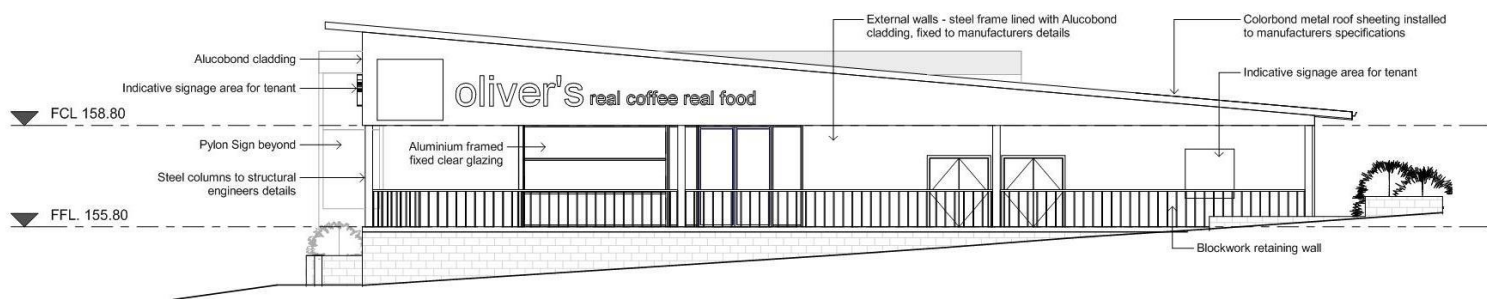 External walls - steel frame lined with Alucobond
cladding, fixed to manufacturers details
Colorbond metal roof sheeting installed
to manufacturers specifications
Alucobond cladding
Indicative signage area for tenant
Indicative signage area for tenant
oliver's real coffee real food
FCL 158.80
Pylon Sign beyond
Aluminium framed
fixed clear glazing
Steel columns to structural
engineers details
FFL. 155.80
Blockwork retaining wall